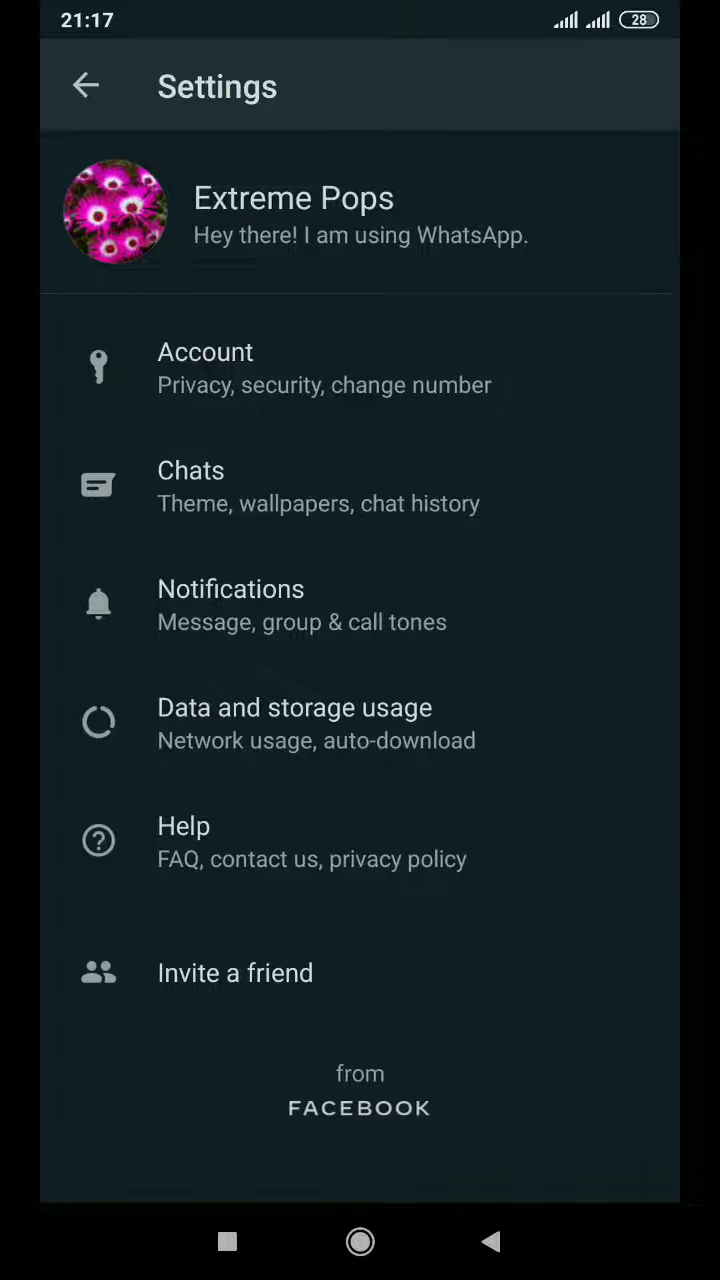 21:17
28
Settings
Extreme Pops
Hey there! I am using WhatsApp.
Account
Privacy, security, change number
Chats
Theme, wallpapers, chat history
Notifications
Message, group & call tones
Data and storage usage
Network usage, auto-download
Help
FAQ, contact us, privacy policy
Invite a friend
from
FACEBOOK